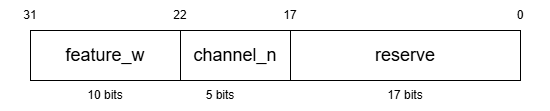 31 22 17 0
feature_w channel_n reserve
10 bits 5 bits 17 bits